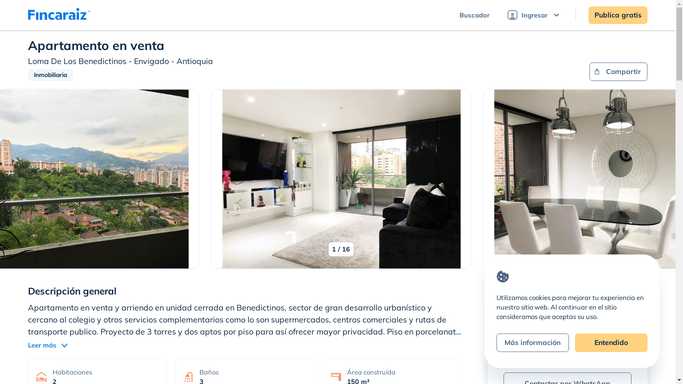 Fincaraiz
Buscador
Ingresar
Publica gratis
Apartamento en venta
Loma De Los Benedictinos - Envigado - Antioquia
Inmobiliaria
Compartir
1 / 16
Descripción general
Apartamento en venta y arriendo en unidad cerrada en Benedictinos, sector de gran desarrollo urbanístico y
cercano al colegio y otros servicios complementarios como lo son supermercados, centros comerciales y rutas de
transporte publico. Proyecto de 3 torres y dos aptos por piso para así ofrecer mayor privacidad. Piso en porcelanat...
Leer más
Habitaciones
2
Baños
3
Área construida
150 m²
Utilizamos cookies para mejorar tu experiencia en
nuestro sitio web. Al continuar en el sitio
consideramos que aceptas su uso.
Más información
Entendido
Contactar por WhatsApp